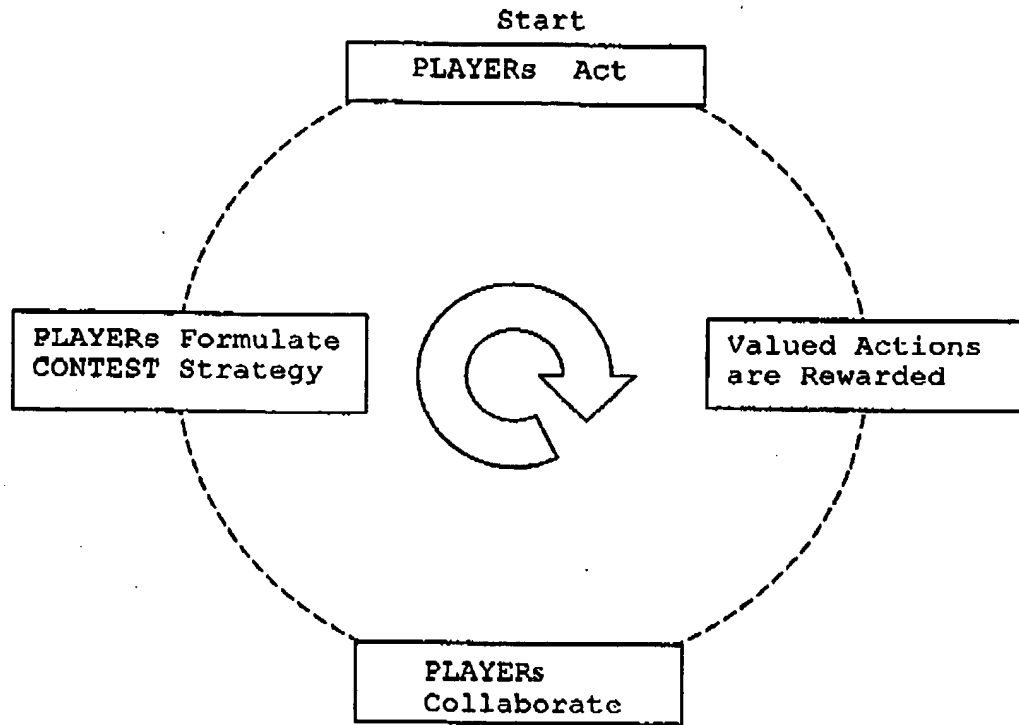 Start
PLAYERs Act
PLAYERs Formulate
CONTEST Strategy
Valued Actions
are Rewarded
PLAYERs
Collaborate